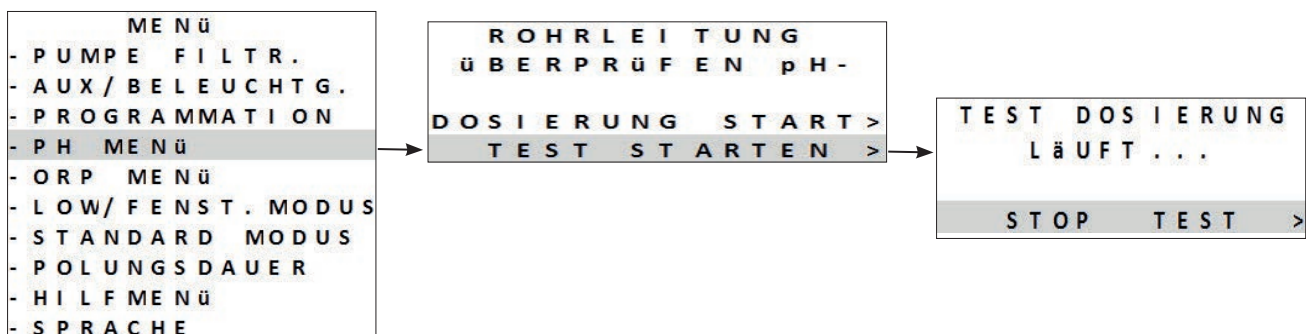 MENü
- PUMPE FILTR.
- AUX/BELEUCHTG.
- PROGRAMMATION
- PH MENü
- ORP MENü
- LOW/FENST.MODUS
- STANDARD MODUS
- POLUNGSDAUER
- HILFMENü
- SPRACHE
ROHRLEITUNG
üBERPRüFEN pH-
DOSIERUNG START>
TEST STARTEN >
TEST DOSIERUNG
LäUFT...
STOP TEST >